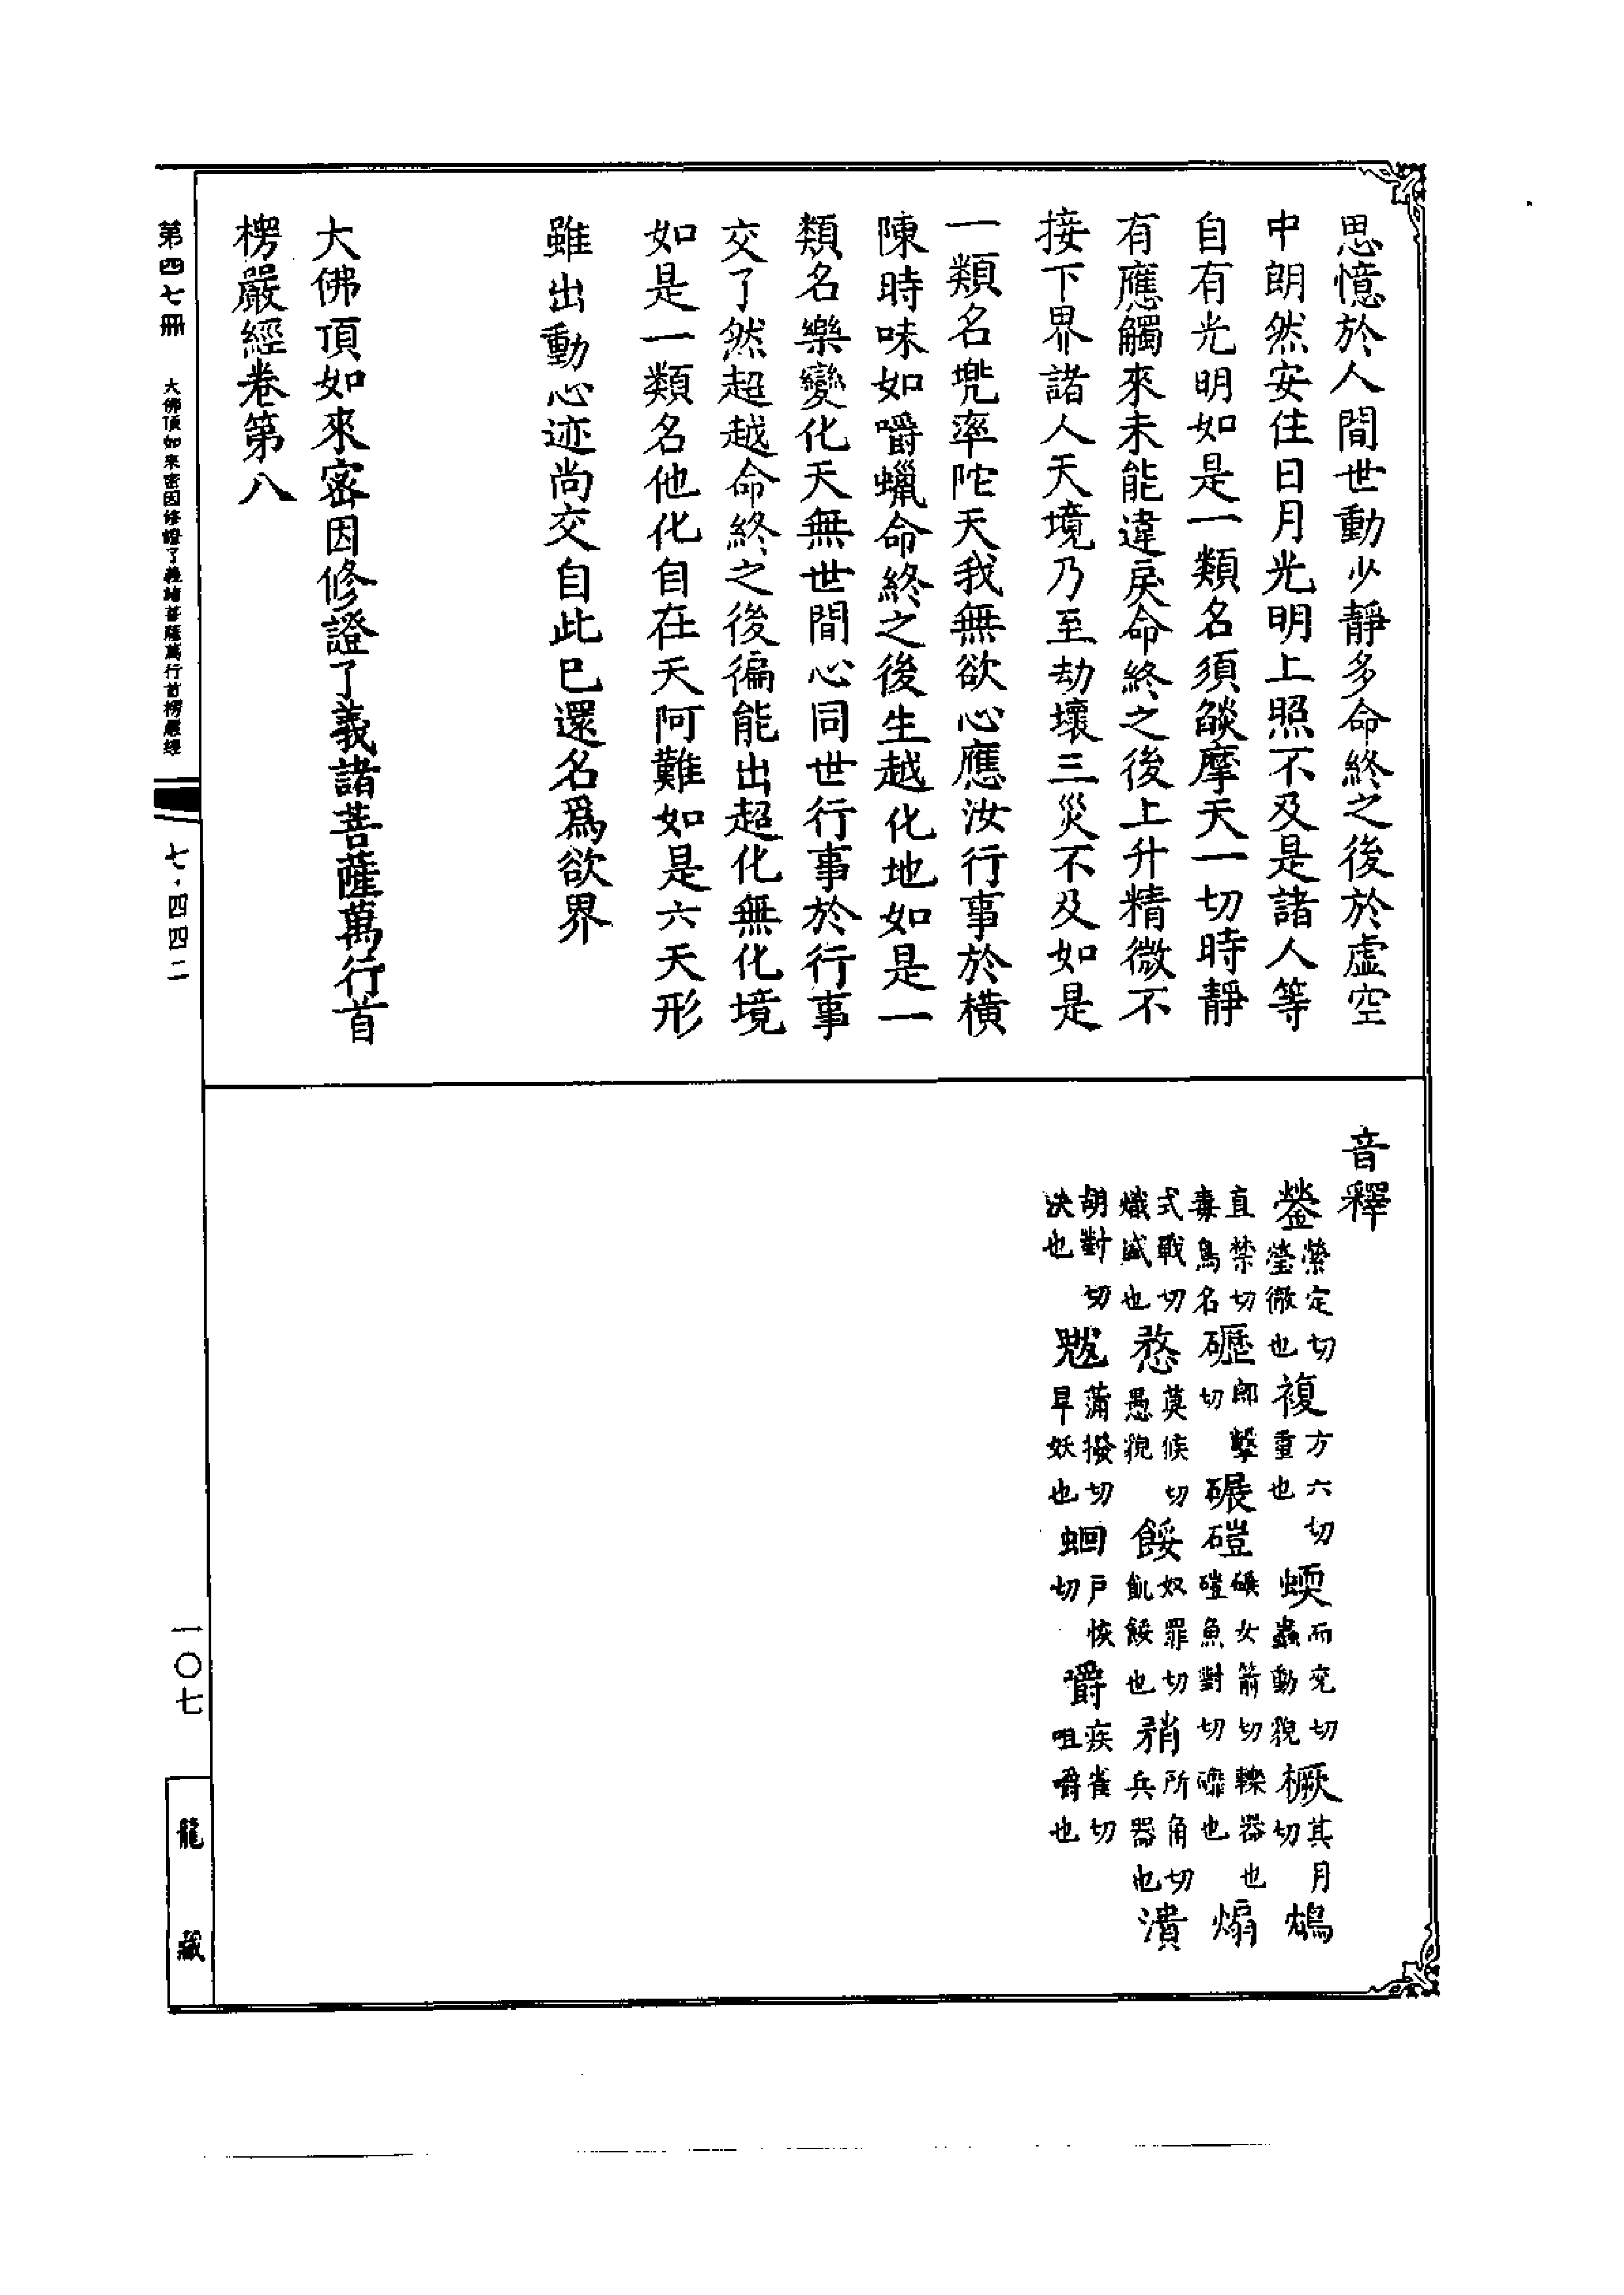 思憶於人間世動少靜多命終之後於虛空
中朗然安住日月光明上照不及是諸人等
自有光明如是一類名須燄摩天一切時靜
有應觸來未能違戾命終之後上升精微不
接下界諸人天境乃至劫壞三災不及如是
一類名兠率陀天我無欲心應汝行事於橫
陳時味如嚼蠟命終之後生越化地如是一
類名樂變化天無世間心同世行事於行事
交了然超越命終之後徧能出超化無化境
如是一類名他化自在天阿難如是六天形
雖出動心迹尚交自此已還名爲欲界
大佛頂如來密因修證了義諸菩薩萬行首
楞嚴經卷第八
音釋
鎣縈定切瑩徹也複方六切重也蝡而兖切蟲動貌橛其月切鴆
直禁切毒鳥名礰郎擊切碾磑碾女箭切轢器也磑魚對切礳也煽
式戰切熾盛也愗莫候切愚貌餒奴罪切飢餒也矟所角切兵器也潰
胡對切決也魃蒲撥切旱妖也蛔戶恢切嚼疾雀切咀嚼也
第四七冊 大佛頂如來密因修證了義諸菩薩萬行首楞嚴經
七·四四二
一〇七
龍藏